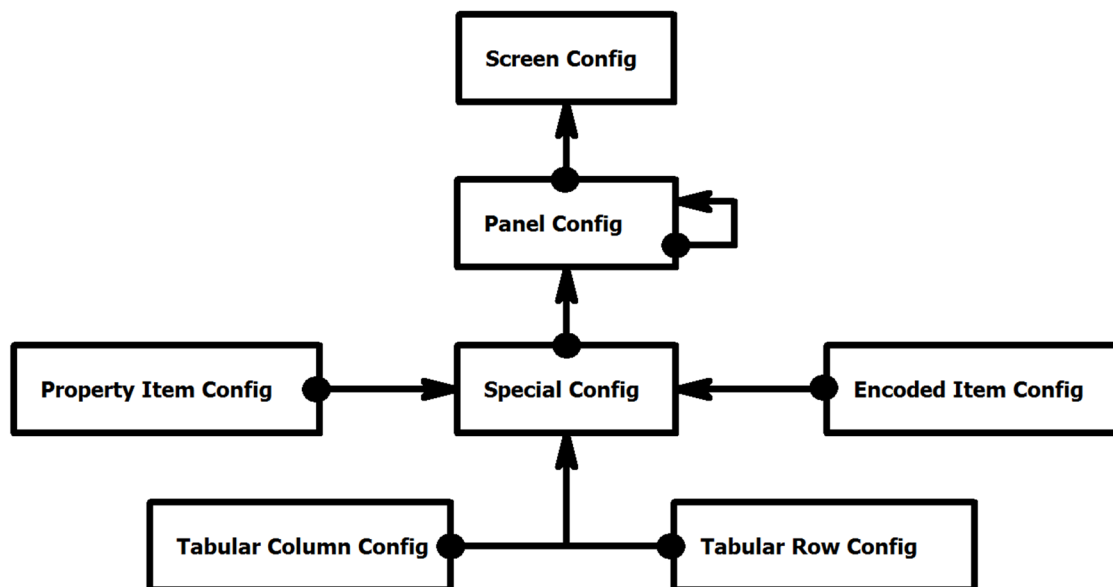 Screen Config
Panel Config
Property Item Config
Special Config
Encoded Item Config
Tabular Column Config
Tabular Row Config